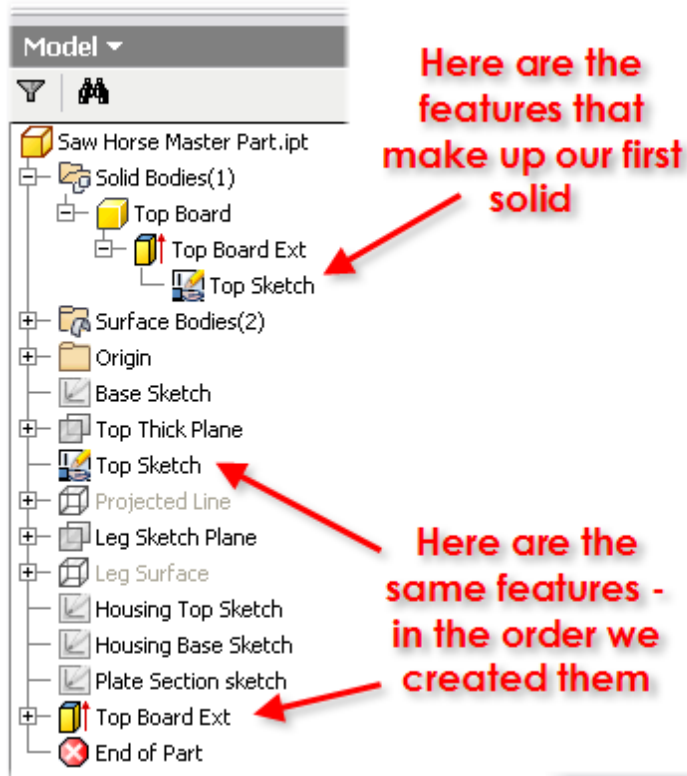 Model
Here are the
features that
make up our first
solid
Saw Horse Master Part.ipt
Solid Bodies(1)
Top Board
Top Board Ext
Top Sketch
Surface Bodies(2)
Origin
Base Sketch
Top Thick Plane
Top Sketch
Projected Line
Leg Sketch Plane
Leg Surface
Housing Top Sketch
Housing Base Sketch
Plate Section sketch
Top Board Ext
End of Part
Here are the
same features -
in the order we
created them